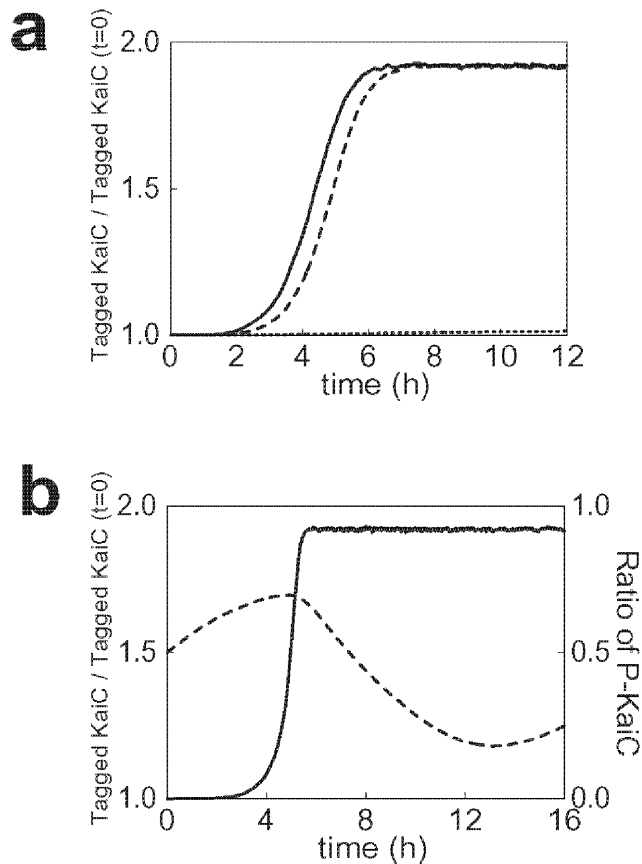 a
Tagged KaiC / Tagged KaiC (t=0)
2.0
1.5
1.0
0 2 4 6 8 10 12
time (h)
b
Tagged KaiC / Tagged KaiC (t=0)
2.0
1.5
1.0
1.0
0.5
0.0
Ratio of P-KaiC
0 4 8 12 16
time (h)